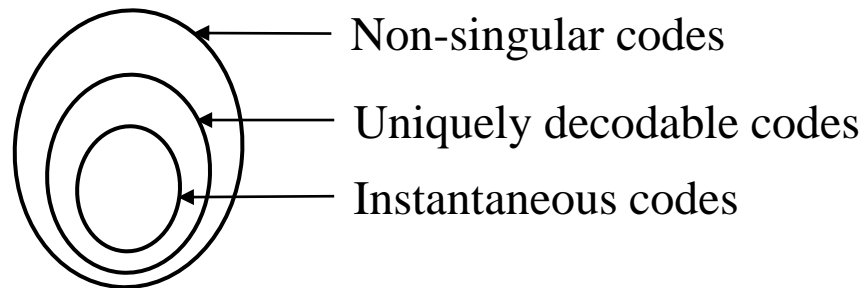 Non-singular codes
Uniquely decodable codes
Instantaneous codes